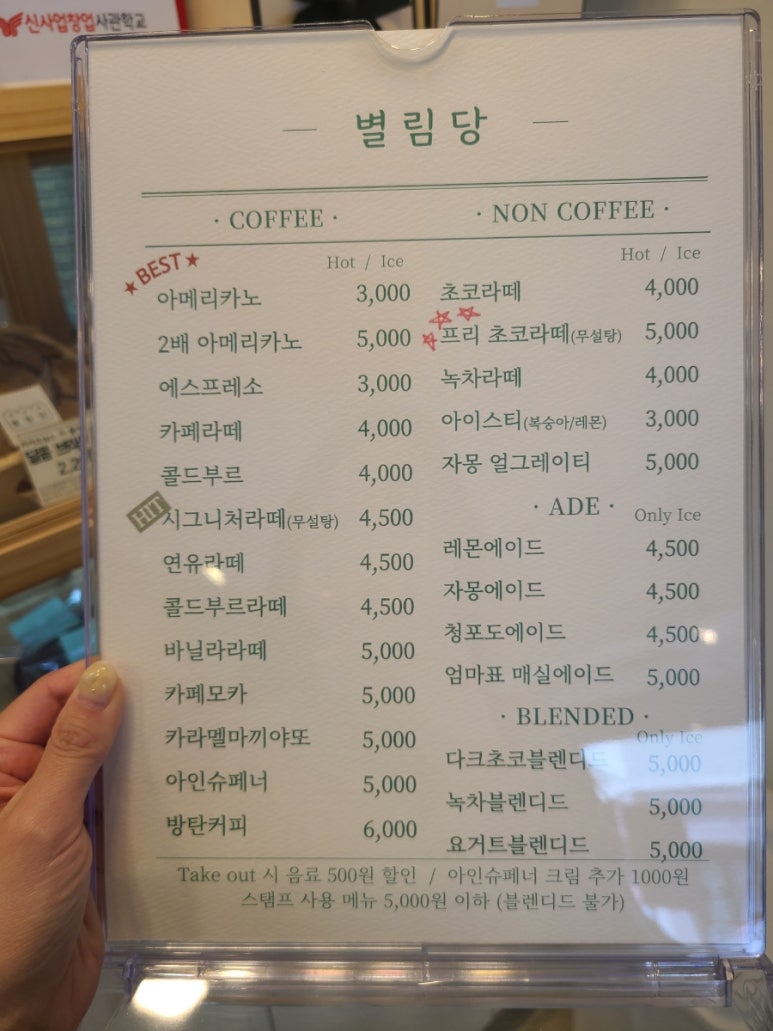 신사업창업사관학교
별림당
· COFFEE ·
Hot / Ice
★BEST★
아메리카노 3,000
2배 아메리카노 5,000
에스프레소 3,000
카페라떼 4,000
콜드부르 4,000
HIT
시그니처라떼(무설탕) 4,500
연유라떼 4,500
콜드부르라떼 4,500
바닐라라떼 5,000
카페모카 5,000
카라멜마끼야또 5,000
아인슈페너 5,000
방탄커피 6,000
· NON COFFEE ·
Hot / Ice
초코라떼 4,000
프리 초코라떼(무설탕) 5,000
녹차라떼 4,000
아이스티(복숭아/레몬) 3,000
자몽 얼그레이티 5,000
· ADE ·
Only Ice
레몬에이드 4,500
자몽에이드 4,500
청포도에이드 4,500
엄마표 매실에이드 5,000
· BLENDED ·
Only Ice
다크초코블렌디드 5,000
녹차블렌디드 5,000
요거트블렌디드 5,000
Take out 시 음료 500원 할인 / 아인슈페너 크림 추가 1000원
스탬프 사용 메뉴 5,000원 이하 (블렌디드 불가)